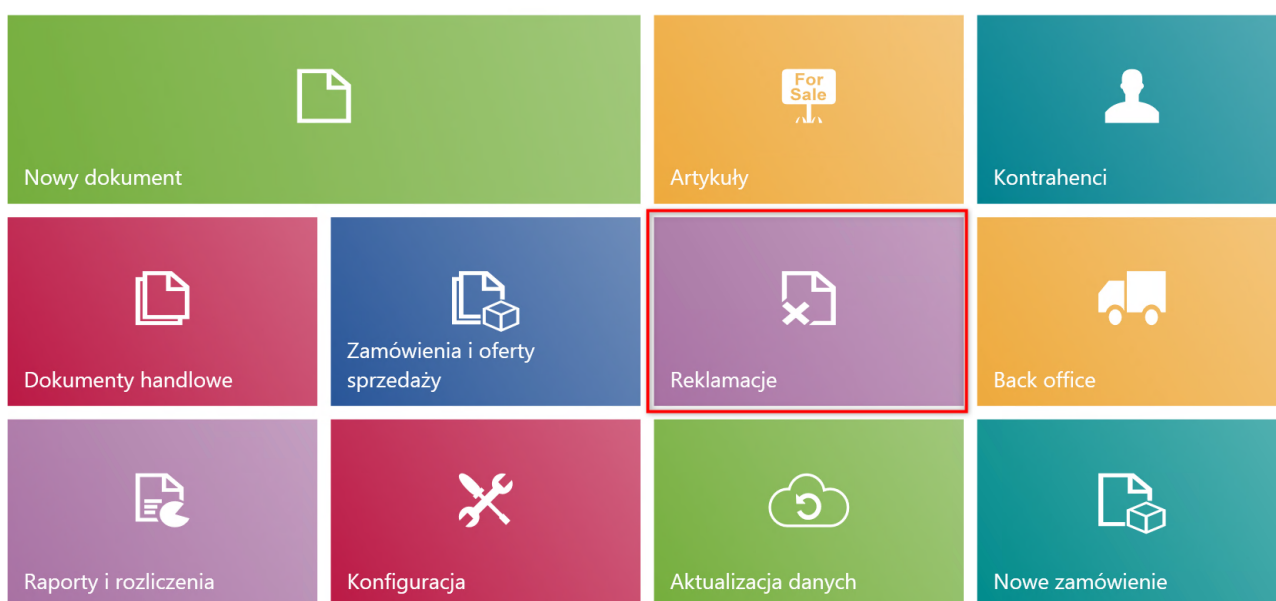 For
Sale
Nowy dokument
Artykuły
Kontrahenci
Dokumenty handlowe
Zamówienia i oferty
sprzedaży
Reklamacje
Back office
Raporty i rozliczenia
Konfiguracja
Aktualizacja danych
Nowe zamówienie